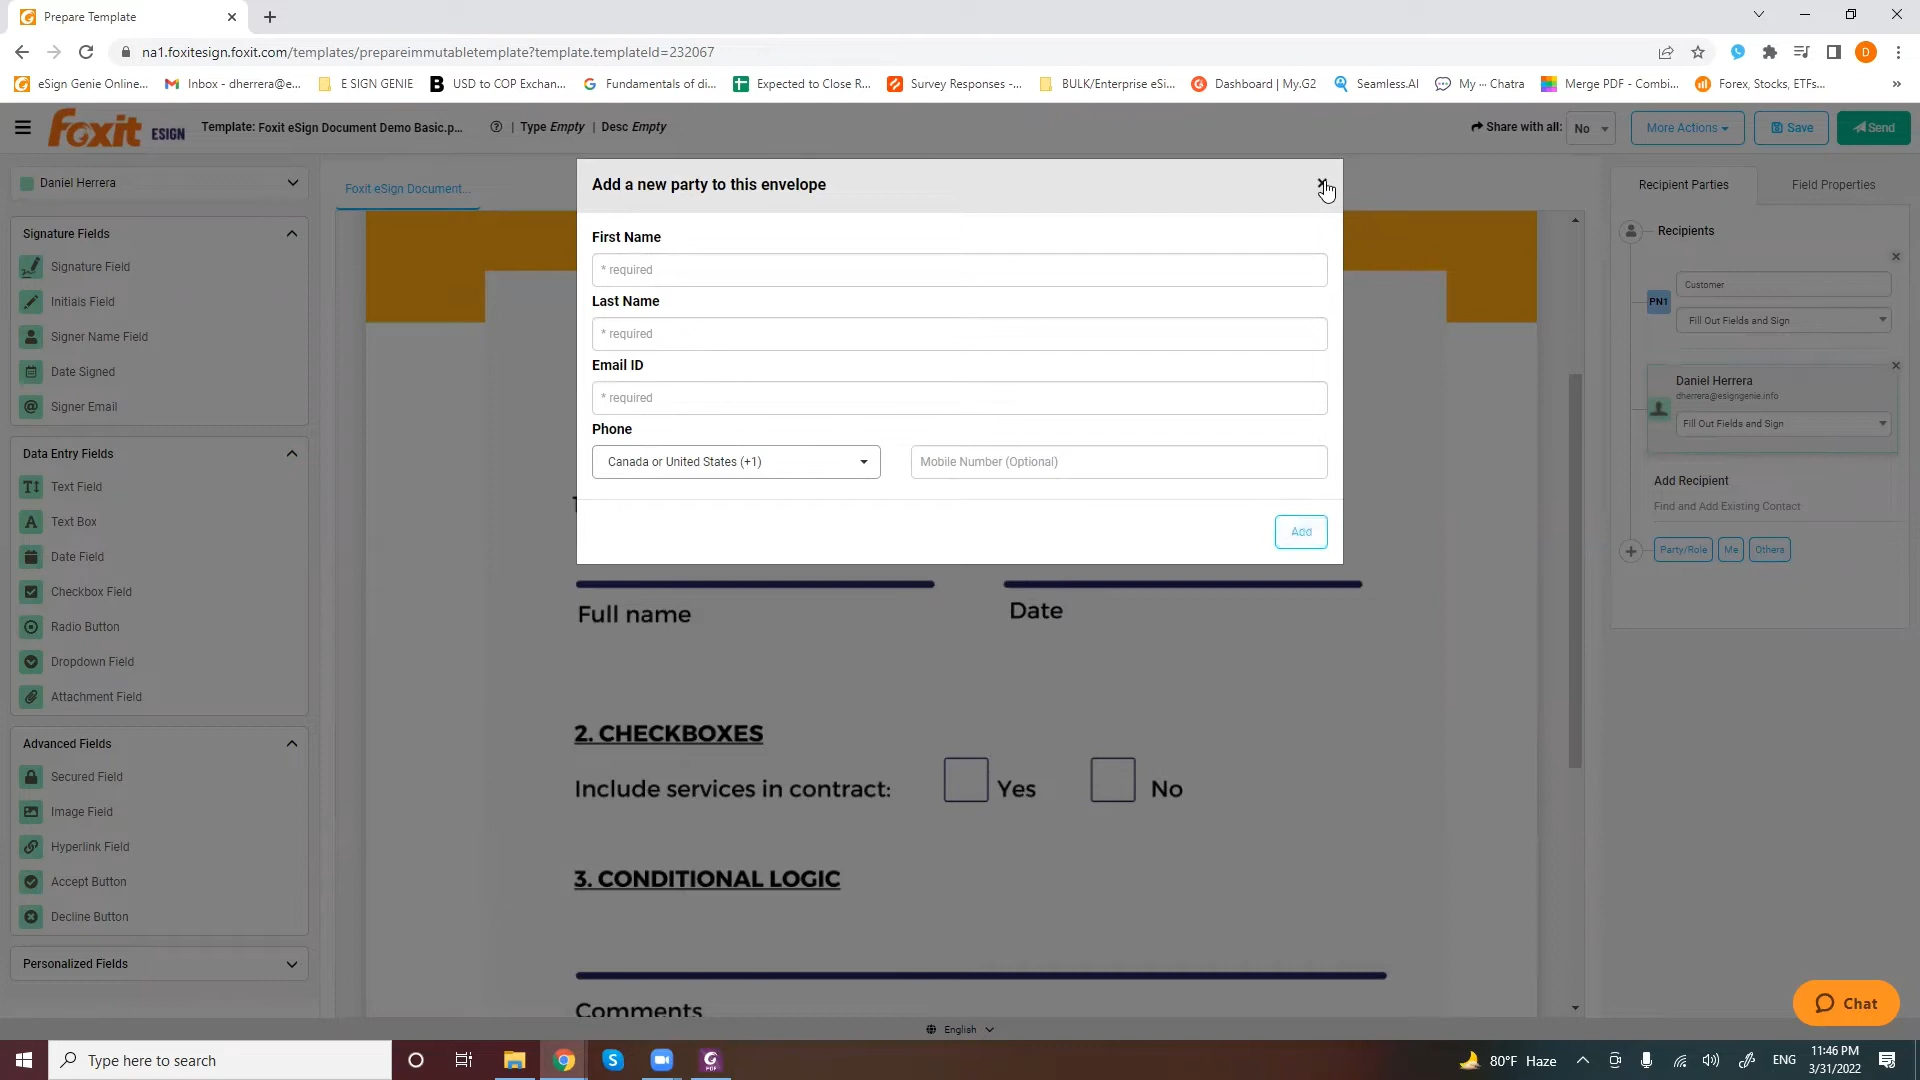 Prepare Template
na1.foxitesign.foxit.com/templates/prepareimmutabletemplate?template.templateId=232067
D
eSign Genie Online... Inbox - dherrera@e... E SIGN GENIE USD to COP Exchan... Fundamentals of di... Expected to Close R... Survey Responses -... BULK/Enterprise eSi... Dashboard | My.G2 Seamless.AI My ··· Chatra Merge PDF - Combi... Forex, Stocks, ETFs... »
Foxit ESIGN Template: Foxit eSign Document Demo Basic.p... | Type Empty | Desc Empty Share with all: No More Actions Save Send
Daniel Herrera
Signature Fields
Signature Field
Initials Field
Signer Name Field
Date Signed
Signer Email
Data Entry Fields
Text Field
Text Box
Date Field
Checkbox Field
Radio Button
Dropdown Field
Attachment Field
Advanced Fields
Secured Field
Image Field
Hyperlink Field
Accept Button
Decline Button
Personalized Fields
Foxit eSign Document...
Add a new party to this envelope
First Name
* required
Last Name
* required
Email ID
* required
Phone
Canada or United States (+1) Mobile Number (Optional)
Add
Full name Date
2. CHECKBOXES
Include services in contract: Yes No
3. CONDITIONAL LOGIC
Comments
Recipient Parties Field Properties
Recipients
PN1 Customer
Fill Out Fields and Sign
Daniel Herrera
dherrera@esigngenie.info
Fill Out Fields and Sign
Add Recipient
Find and Add Existing Contact
Party/Role Me Others
Chat
English
Type here to search
80°F Haze ENG 11:46 PM
3/31/2022